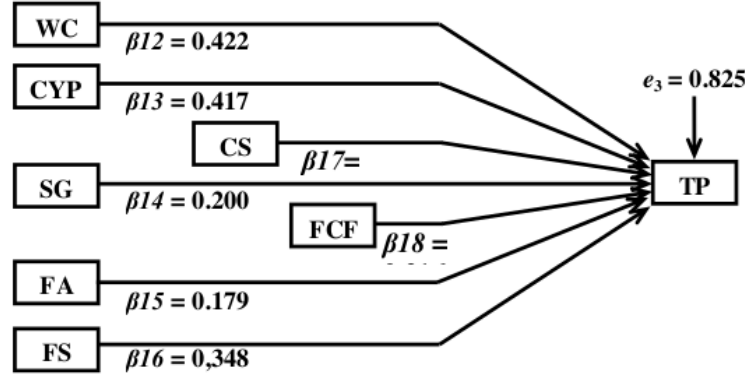 WC
β12 = 0.422
CYP
β13 = 0.417
e3 = 0.825
CS
β17=
SG
β14 = 0.200
TP
FCF
β18 =
FA
β15 = 0.179
FS
β16 = 0,348